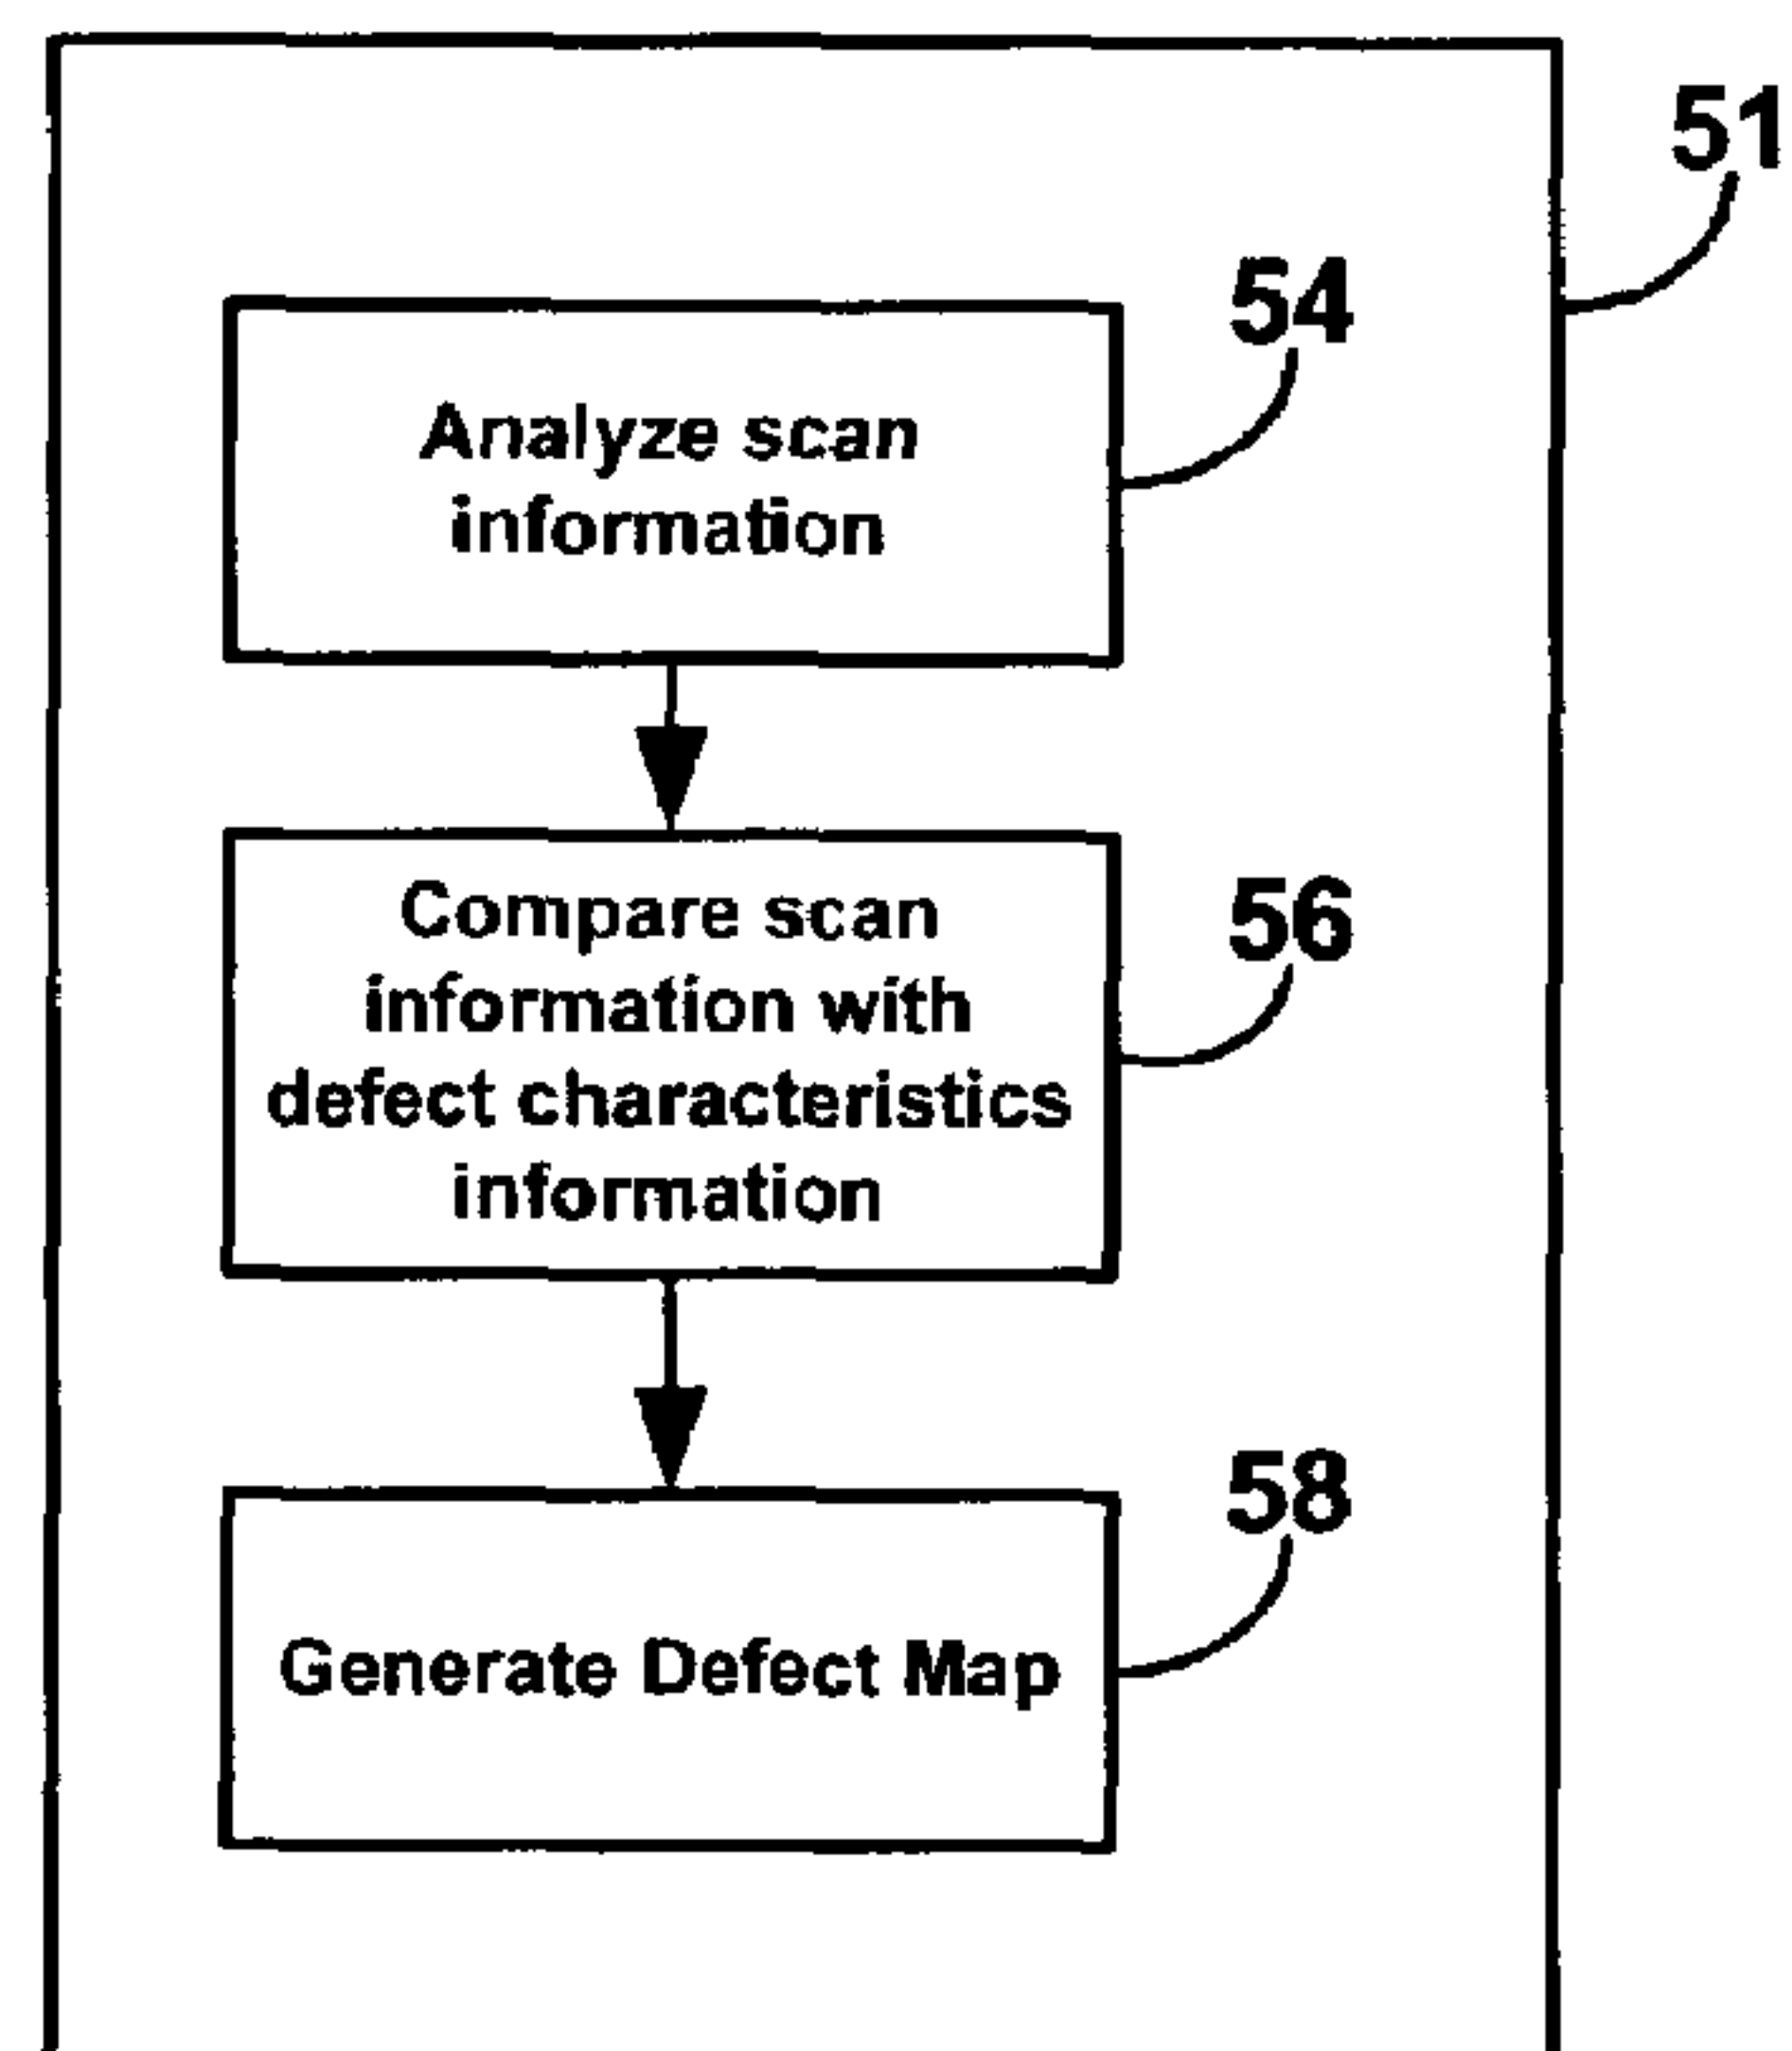 51
54
Analyze scan
information
Compare scan
information with
defect characteristics
information
56
58
Generate Defect Map